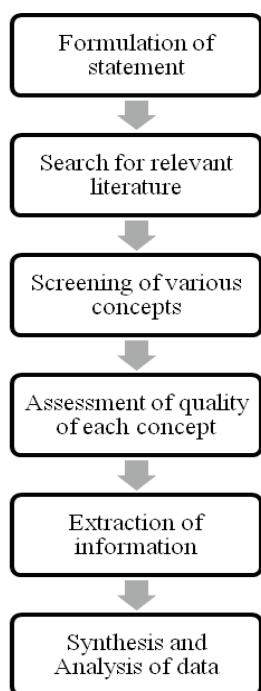 Formulation of
statement
Search for relevant
literature
Screening of various
concepts
Assessment of quality
of each concept
Extraction of
information
Synthesis and
Analysis of data